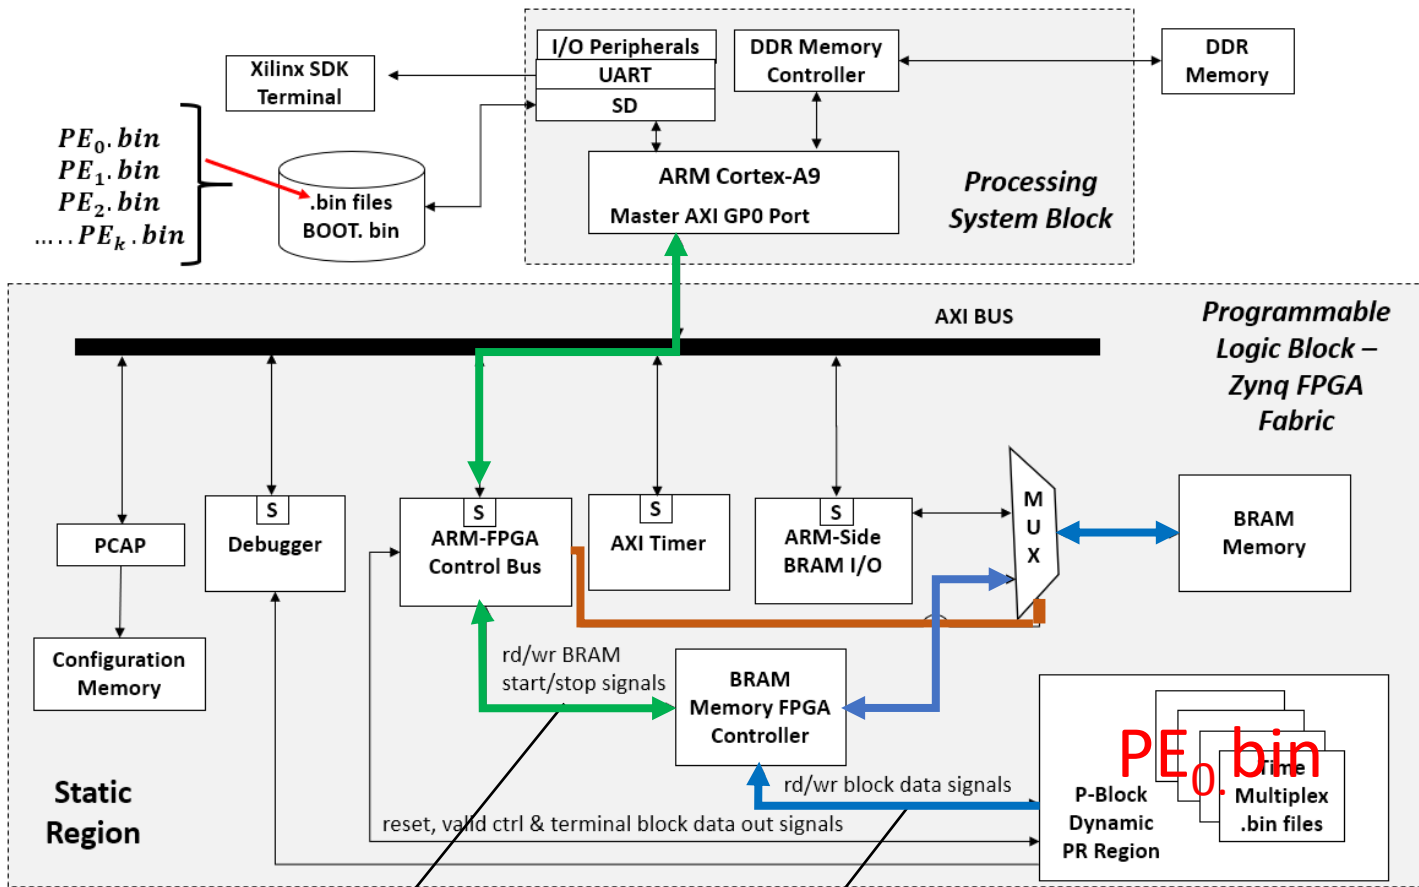 I/O Peripherals
UART
SD
DDR Memory
Controller
DDR
Memory
Xilinx SDK
Terminal
PE0.bin
PE1.bin
PE2.bin
.....PEk.bin
.bin files
BOOT. bin
ARM Cortex-A9
Master AXI GP0 Port
Processing
System Block
AXI BUS
Programmable
Logic Block –
Zynq FPGA
Fabric
PCAP
Configuration
Memory
S
Debugger
S
ARM-FPGA
Control Bus
S
AXI Timer
S
ARM-Side
BRAM I/O
M
U
X
BRAM
Memory
rd/wr BRAM
start/stop signals
BRAM
Memory FPGA
Controller
rd/wr block data signals
reset, valid ctrl & terminal block data out signals
Static
Region
P-Block
Dynamic
PR Region
PE0.bin
Time
Multiplex
.bin files